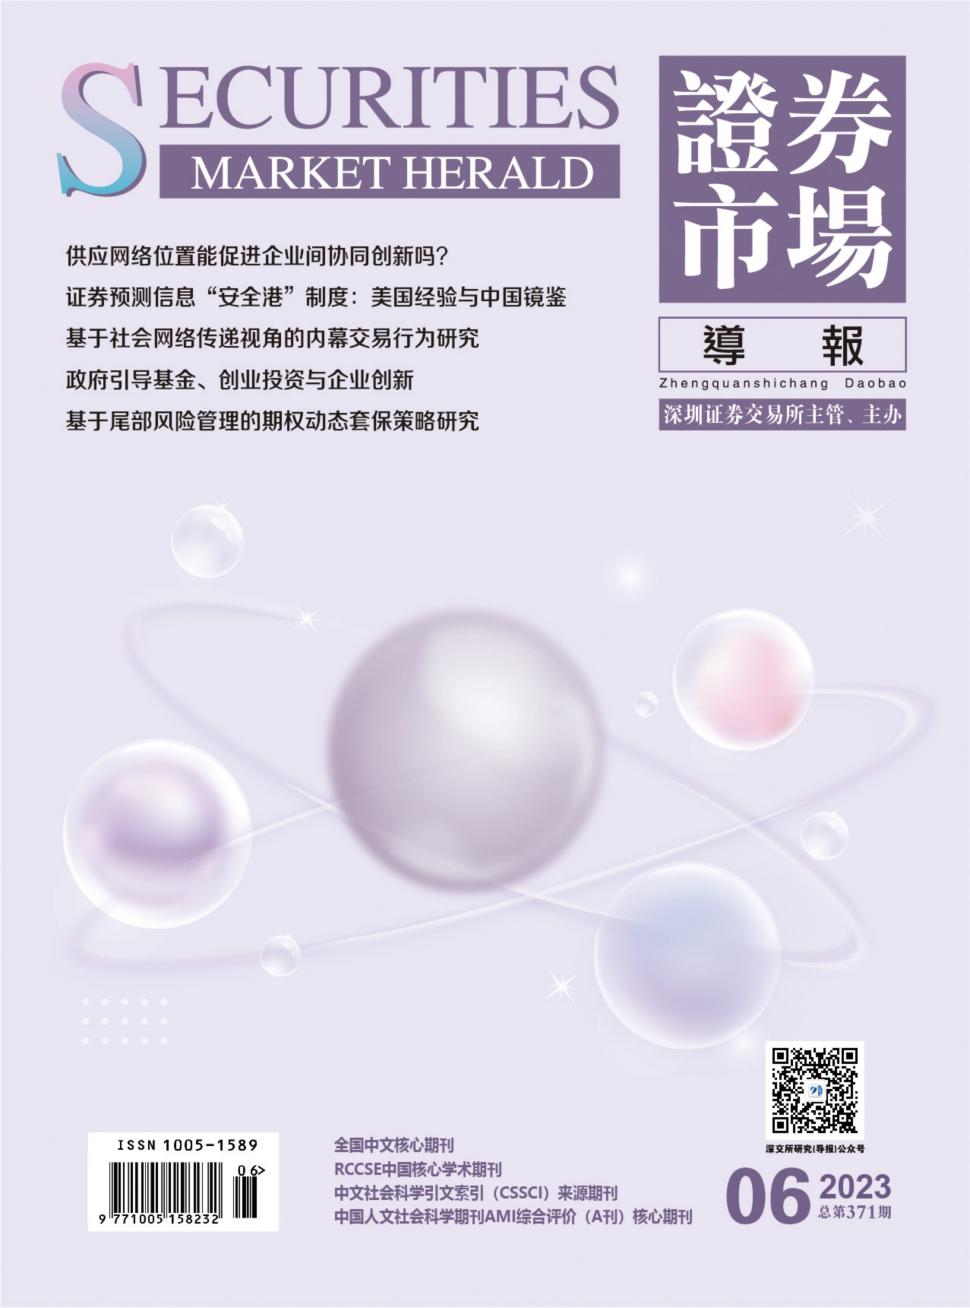 SECURITIES
MARKET HERALD
證券
市場
導報
Zhengquanshichang Daobao
深圳证券交易所主管、主办
供应网络位置能促进企业间协同创新吗?
证券预测信息“安全港”制度：美国经验与中国镜鉴
基于社会网络传递视角的内幕交易行为研究
政府引导基金、创业投资与企业创新
基于尾部风险管理的期权动态套保策略研究
深交所研究(导报)公众号
ISSN 1005-1589
06>
9 771005 158232
全国中文核心期刊
RCCSE中国核心学术期刊
中文社会科学引文索引（CSSCI）来源期刊
中国人文社会科学期刊AMI综合评价（A刊）核心期刊
06 2023
总第371期